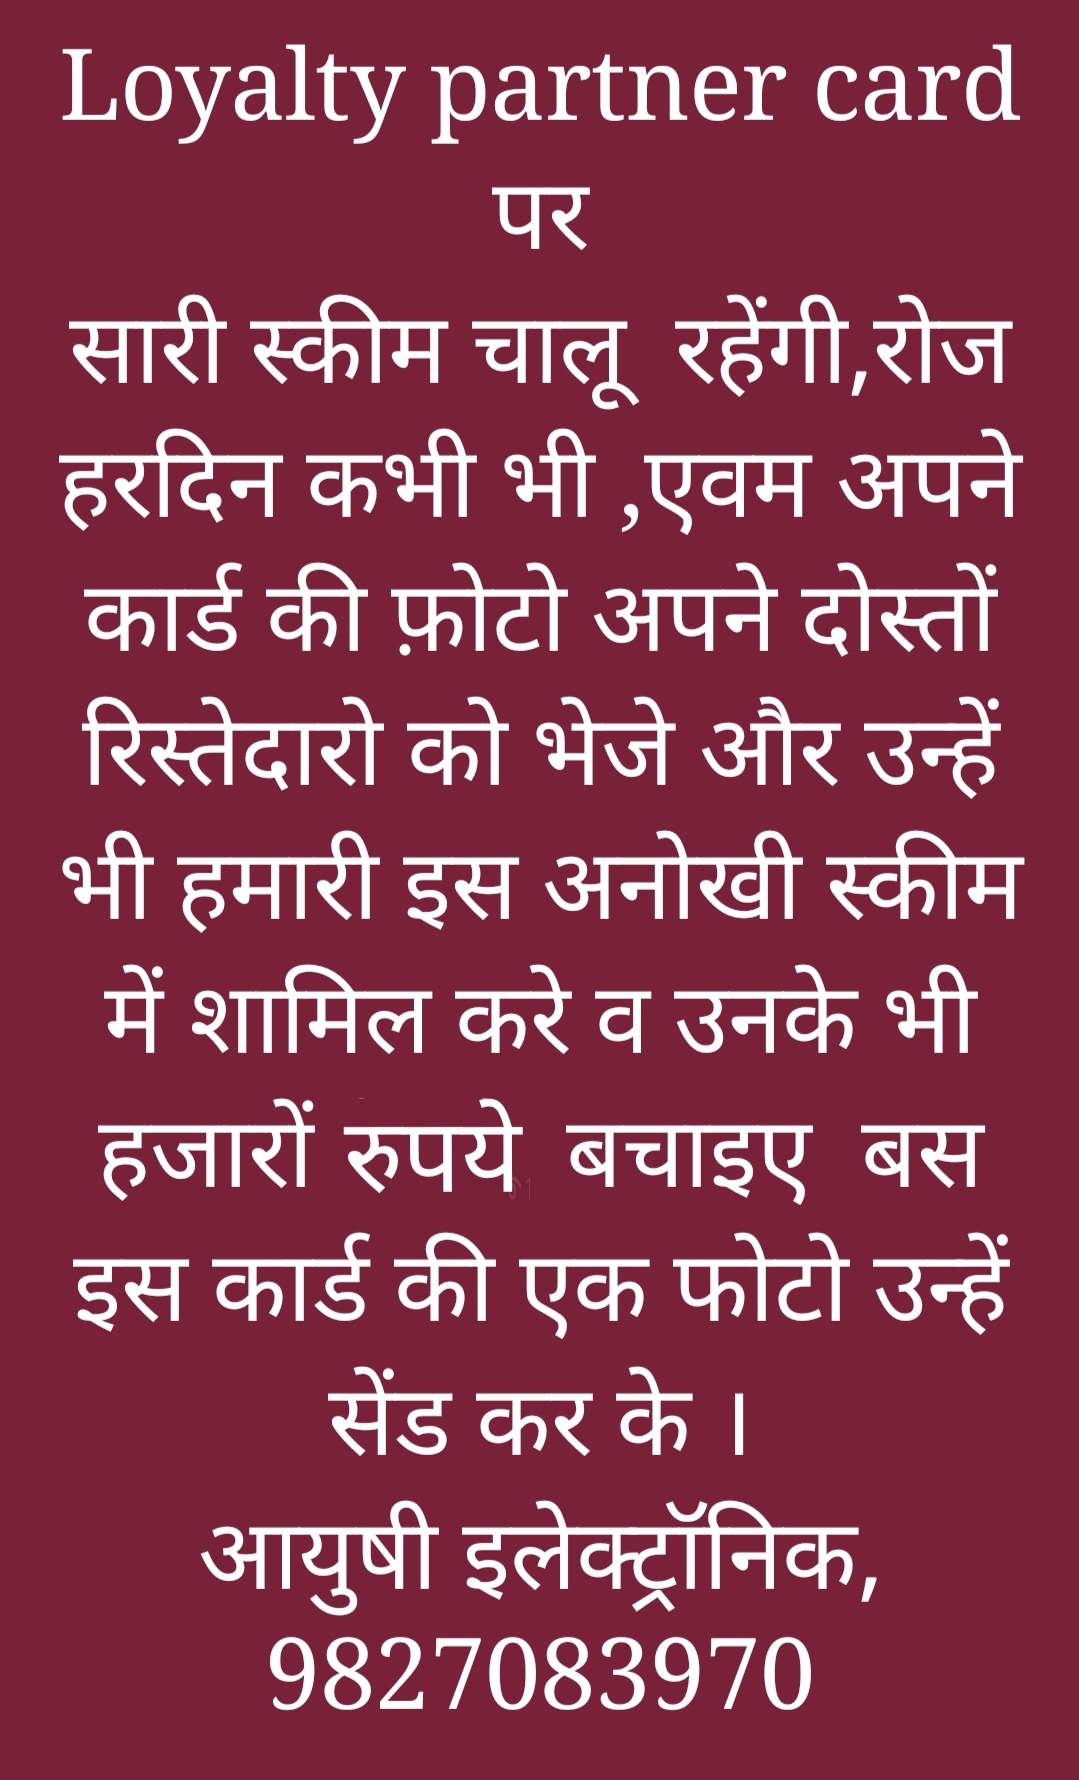 Loyalty partner card
पर
सारी स्कीम चालू रहेंगी,रोज
हरदिन कभी भी ,एवम अपने
कार्ड की फ़ोटो अपने दोस्तों
रिस्तेदारो को भेजे और उन्हें
भी हमारी इस अनोखी स्कीम
में शामिल करे व उनके भी
हजारों रुपये बचाइए बस
इस कार्ड की एक फोटो उन्हें
सेंड कर के ।
आयुषी इलेक्ट्रॉनिक,
9827083970